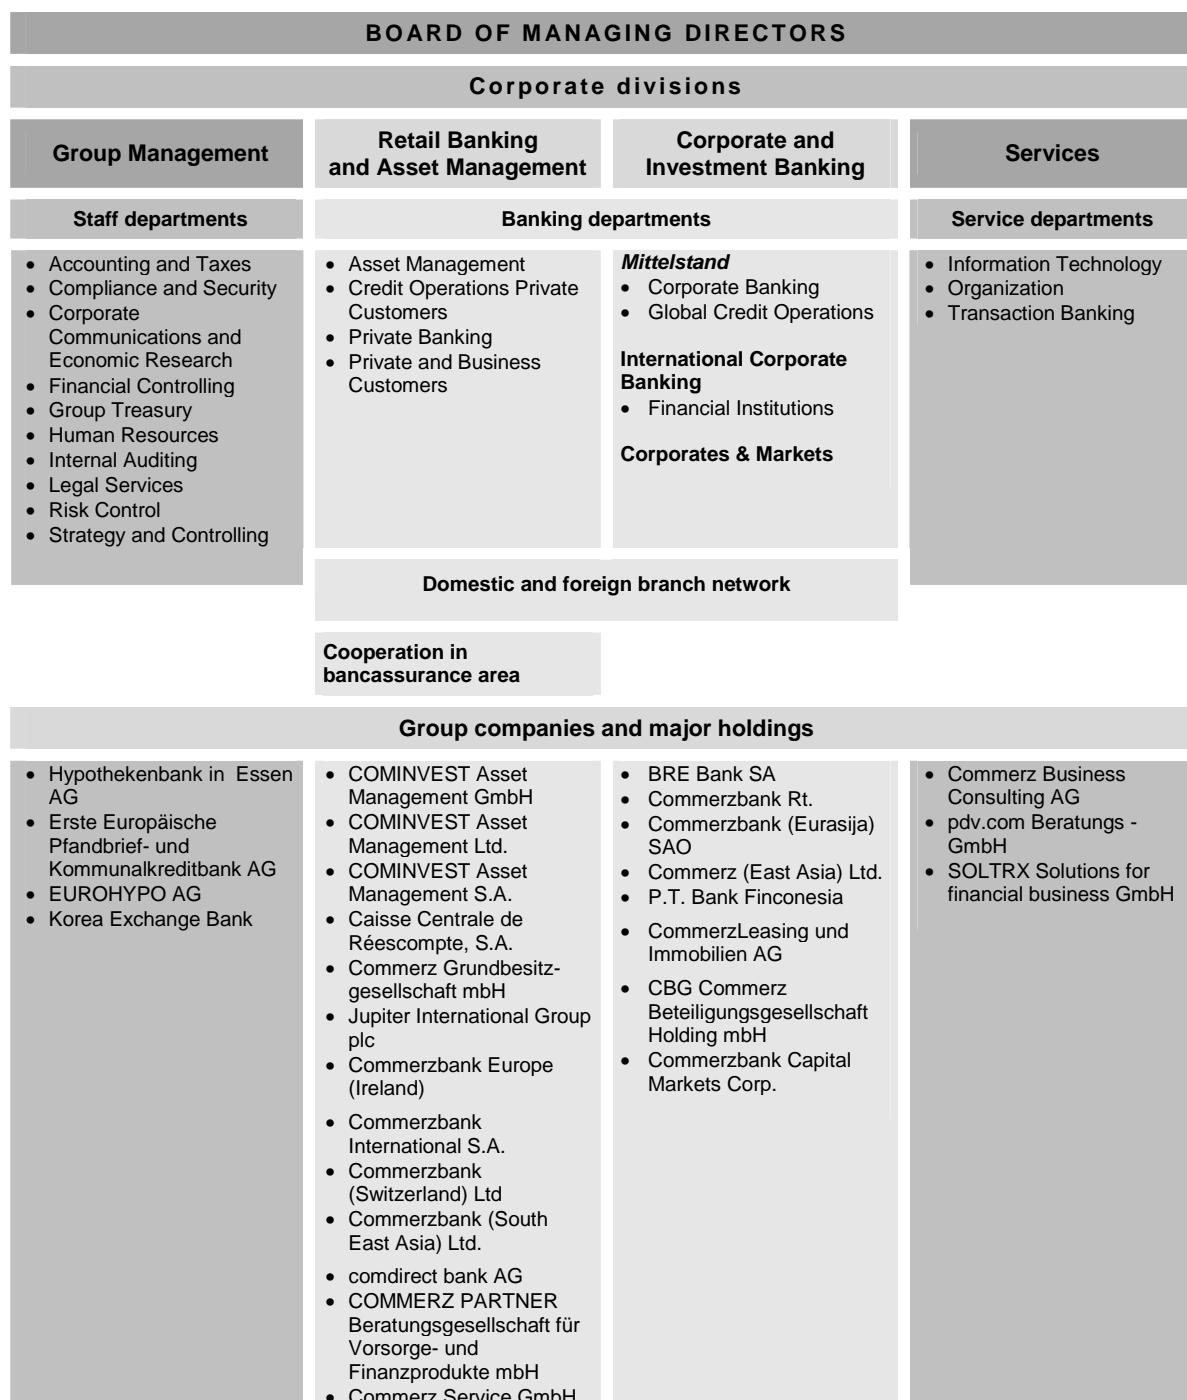 BOARD OF MANAGING DIRECTORS
Corporate divisions
Group Management
Retail Banking
and Asset Management
Corporate and
Investment Banking
Services
Staff departments
Banking departments
Service departments
• Accounting and Taxes
• Compliance and Security
• Corporate
Communications and
Economic Research
• Financial Controlling
• Group Treasury
• Human Resources
• Internal Auditing
• Legal Services
• Risk Control
• Strategy and Controlling
• Asset Management
• Credit Operations Private
Customers
• Private Banking
• Private and Business
Customers
Mittelstand
• Corporate Banking
• Global Credit Operations
International Corporate
Banking
• Financial Institutions
Corporates & Markets
• Information Technology
• Organization
• Transaction Banking
Domestic and foreign branch network
Cooperation in
bancassurance area
Group companies and major holdings
• Hypothekenbank in Essen
AG
• Erste Europäische
Pfandbrief- und
Kommunalkreditbank AG
• EUROHYPO AG
• Korea Exchange Bank
• COMINVEST Asset
Management GmbH
• COMINVEST Asset
Management Ltd.
• COMINVEST Asset
Management S.A.
• Caisse Centrale de
Réescompte, S.A.
• Commerz Grundbesitz-
gesellschaft mbH
• Jupiter International Group
plc
• Commerzbank Europe
(Ireland)
• Commerzbank
International S.A.
• Commerzbank
(Switzerland) Ltd
• Commerzbank (South
East Asia) Ltd.
• comdirect bank AG
• COMMERZ PARTNER
Beratungsgesellschaft für
Vorsorge- und
Finanzprodukte mbH
• Commerz Service GmbH
• BRE Bank SA
• Commerzbank Rt.
• Commerzbank (Eurasija)
SAO
• Commerz (East Asia) Ltd.
• P.T. Bank Finconesia
• CommerzLeasing und
Immobilien AG
• CBG Commerz
Beteiligungsgesellschaft
Holding mbH
• Commerzbank Capital
Markets Corp.
• Commerz Business
Consulting AG
• pdv.com Beratungs -
GmbH
• SOLTRX Solutions for
financial business GmbH